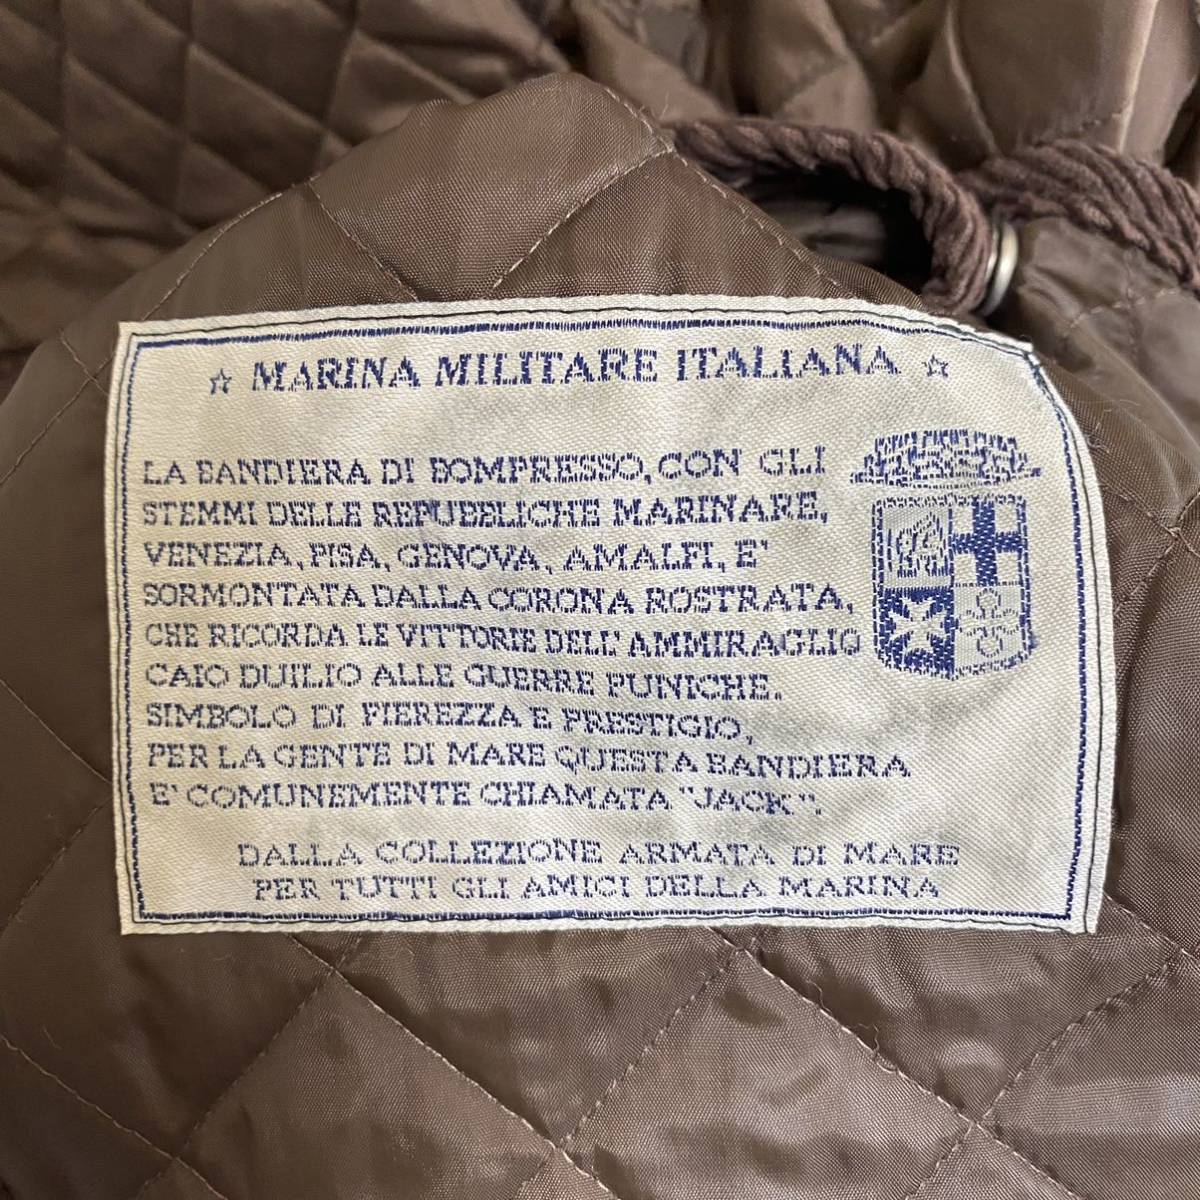 ☆ MARINA MILITARE ITALIANA ☆
LA BANDIERA DI BOMPRESSO, CON GLI
STEMMI DELLE REPUBBLICHE MARINARE,
VENEZIA, PISA, GENOVA, AMALFI, E'
SORMONTATA DALLA CORONA ROSTRATA,
CHE RICORDA LE VITTORIE DELL'AMMIRAGLIO
CAIO DUILIO ALLE GUERRE PUNICHE.
SIMBOLO DI FIEREZZA E PRESTIGIO,
PER LA GENTE DI MARE QUESTA BANDIERA
E' COMUNEMENTE CHIAMATA "JACK".
DALLA COLLEZIONE ARMATA DI MARE
PER TUTTI GLI AMICI DELLA MARINA